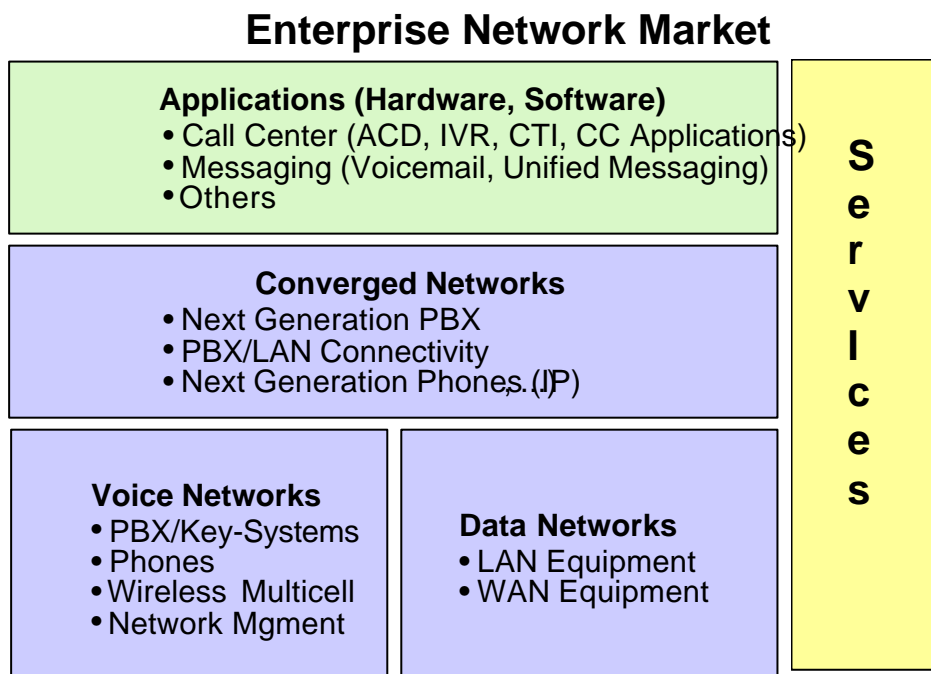 Enterprise Network Market
Applications (Hardware, Software)
• Call Center (ACD, IVR, CTI, CC Applications)
• Messaging (Voicemail, Unified Messaging)
• Others
Converged Networks
• Next Generation PBX
• PBX/LAN Connectivity
• Next Generation Phones (IP)
Voice Networks
• PBX/Key-Systems
• Phones
• Wireless Multicell
• Network Mgment
Data Networks
• LAN Equipment
• WAN Equipment
S
e
r
v
I
c
e
s